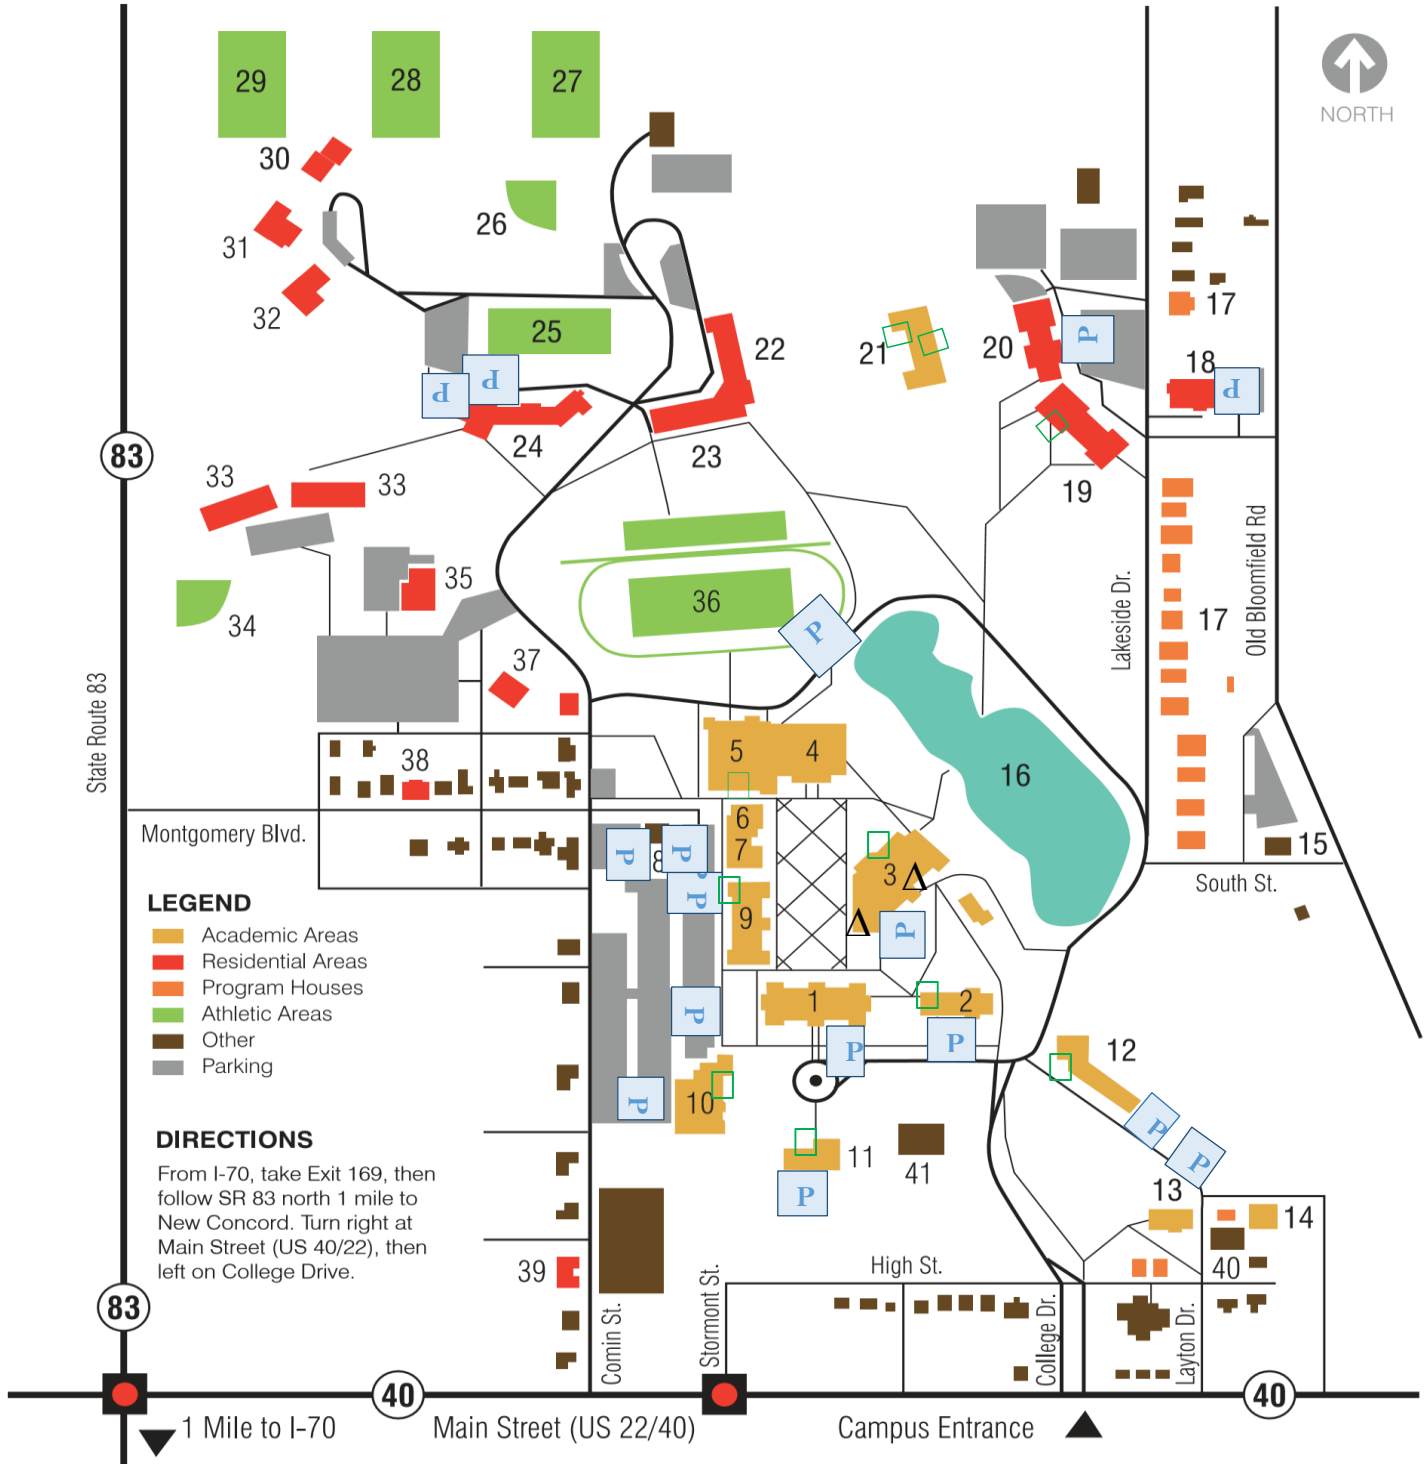 29
28
27
NORTH
30
26
31
32
25
17
22
21
20
18
P
P
P
P
24
23
83
33
33
19
35
34
36
P
17
Old Bloomfield Rd
Lakeside Dr.
State Route 83
37
38
5
4
16
Montgomery Blvd.
6
7
8
P
P
P
3
Δ
Δ
15
South St.
LEGEND
Academic Areas
Residential Areas
Program Houses
Athletic Areas
Other
Parking
9
P
1
2
P
P
P
12
10
P
P
P
DIRECTIONS
From I-70, take Exit 169, then
follow SR 83 north 1 mile to
New Concord. Turn right at
Main Street (US 40/22), then
left on College Drive.
11
41
P
13
14
39
High St.
40
83
Comin St.
Stormont St.
College Dr.
Layton Dr.
40
40
1 Mile to I-70
Main Street (US 22/40)
Campus Entrance